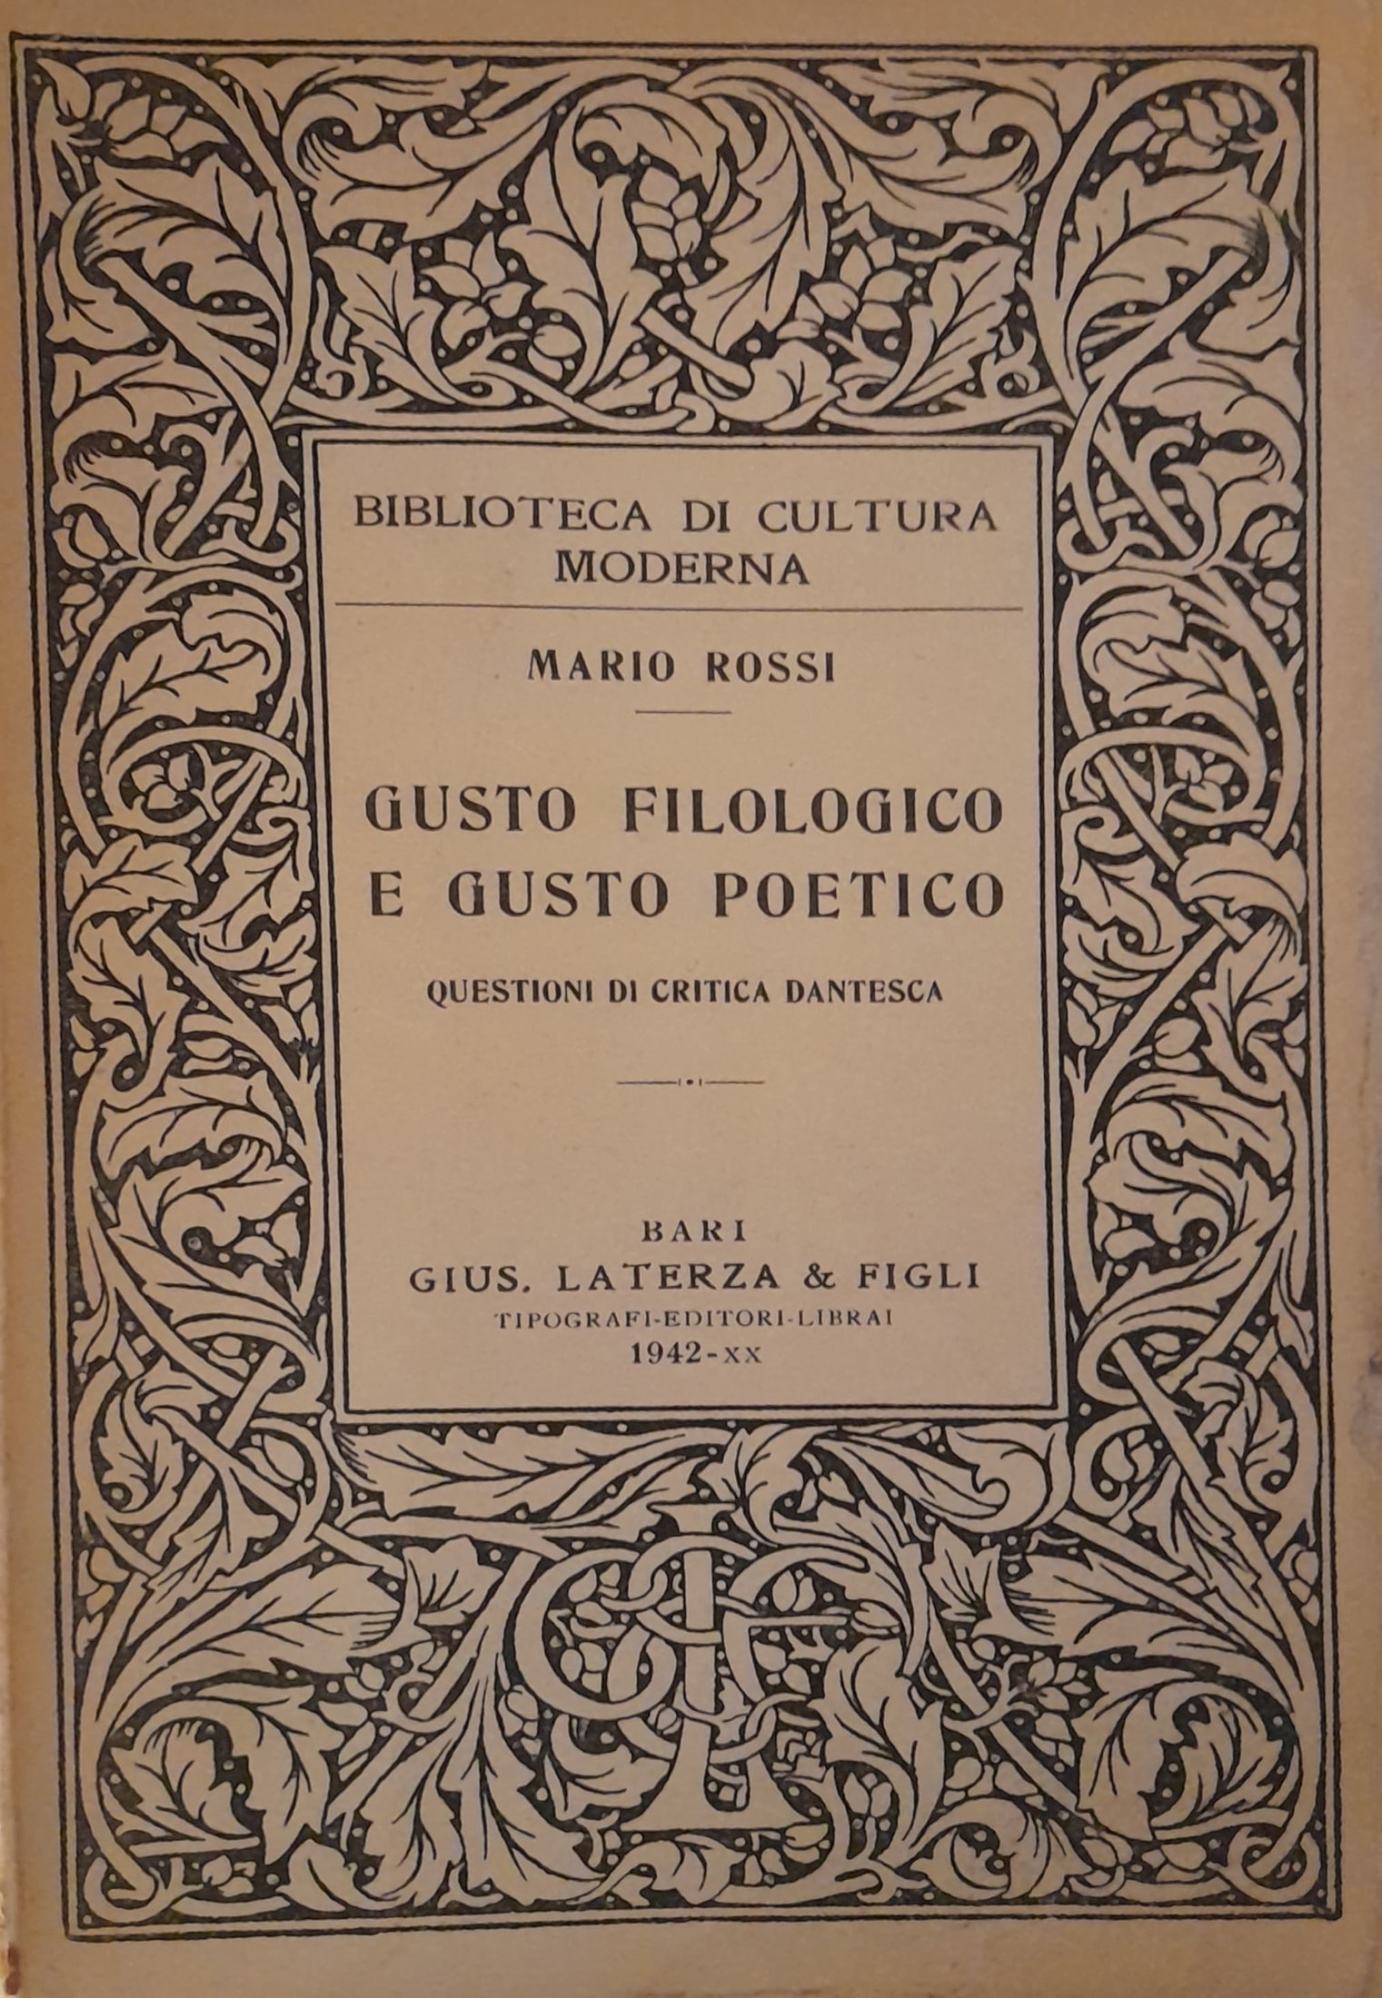 BIBLIOTECA DI CULTURA
MODERNA
MARIO ROSSI
GUSTO FILOLOGICO
E GUSTO POETICO
QUESTIONI DI CRITICA DANTESCA
BARI
GIUS. LATERZA & FIGLI
TIPOGRAFI-EDITORI-LIBRAI
1942-XX